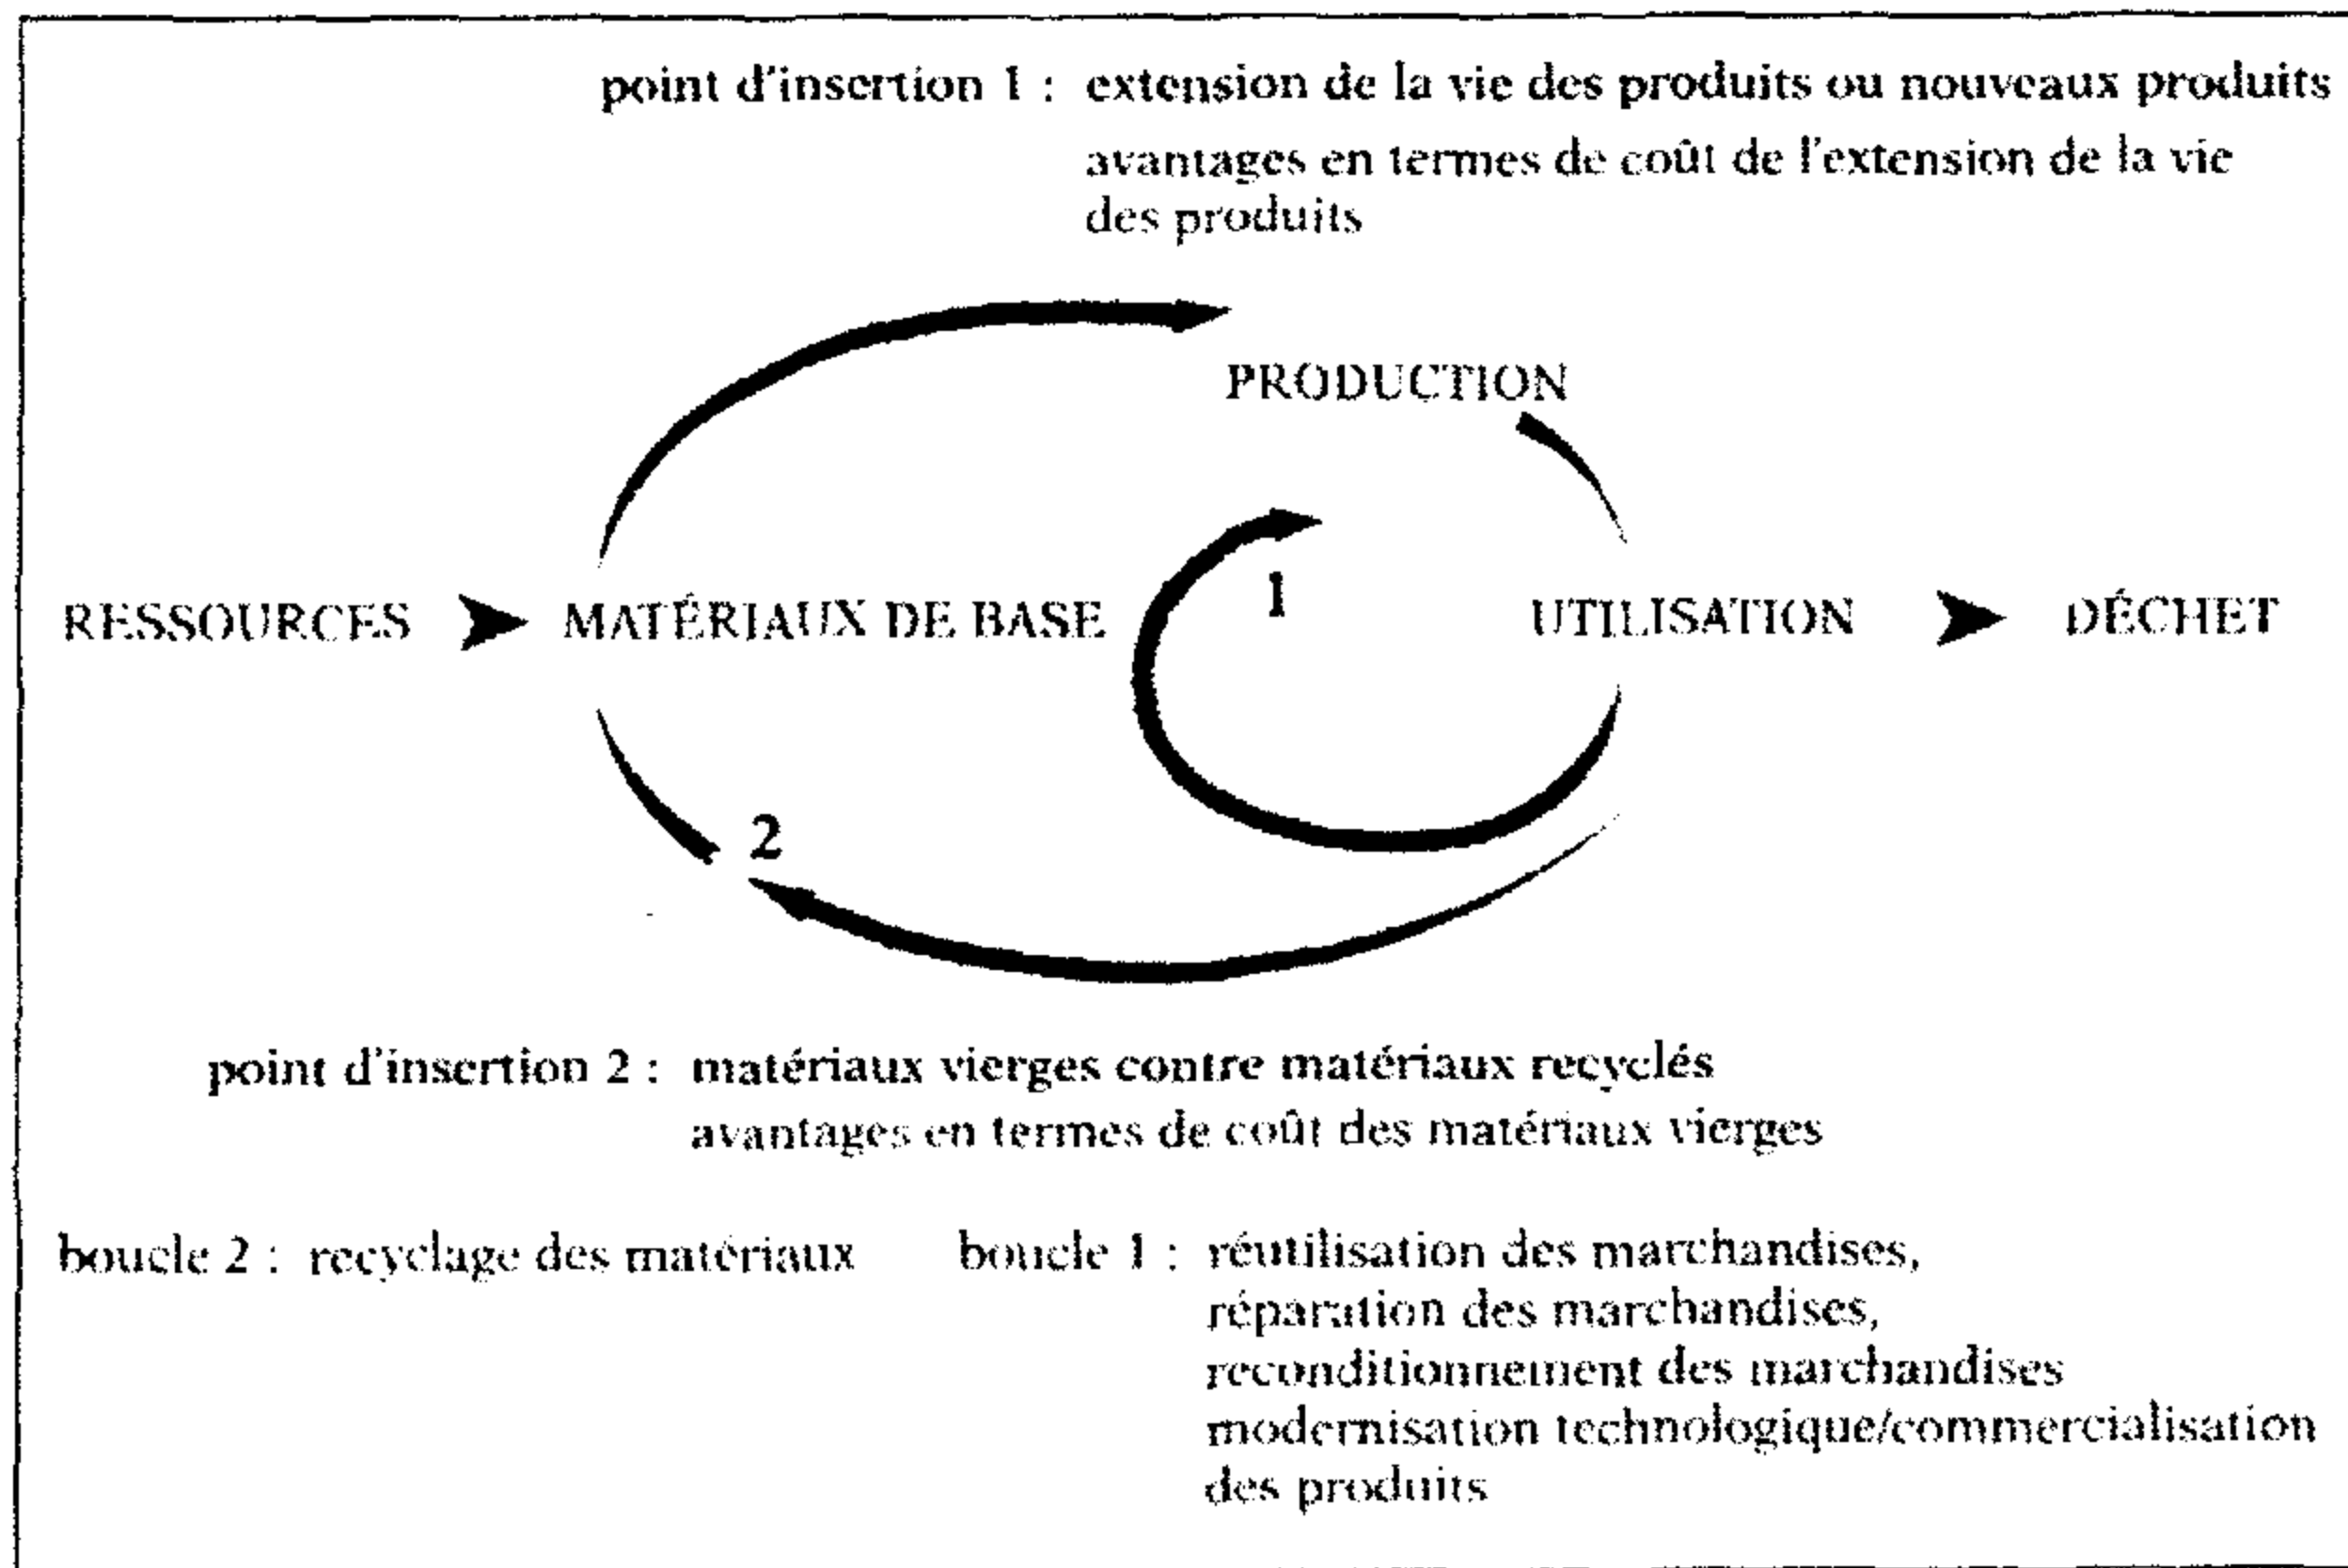 point d'insertion 1 : extension de la vie des produits ou nouveaux produits
avantages en termes de coût de l'extension de la vie
des produits
PRODUCTION
1
RESSOURCES MATÉRIAUX DE BASE UTILISATION DÉCHET
2
point d'insertion 2 : matériaux vierges contre matériaux recyclés
avantages en termes de coût des matériaux vierges
boucle 2 : recyclage des matériaux
boucle 1 : réutilisation des marchandises,
réparation des marchandises,
reconditionnement des marchandises
modernisation technologique/commercialisation
des produits